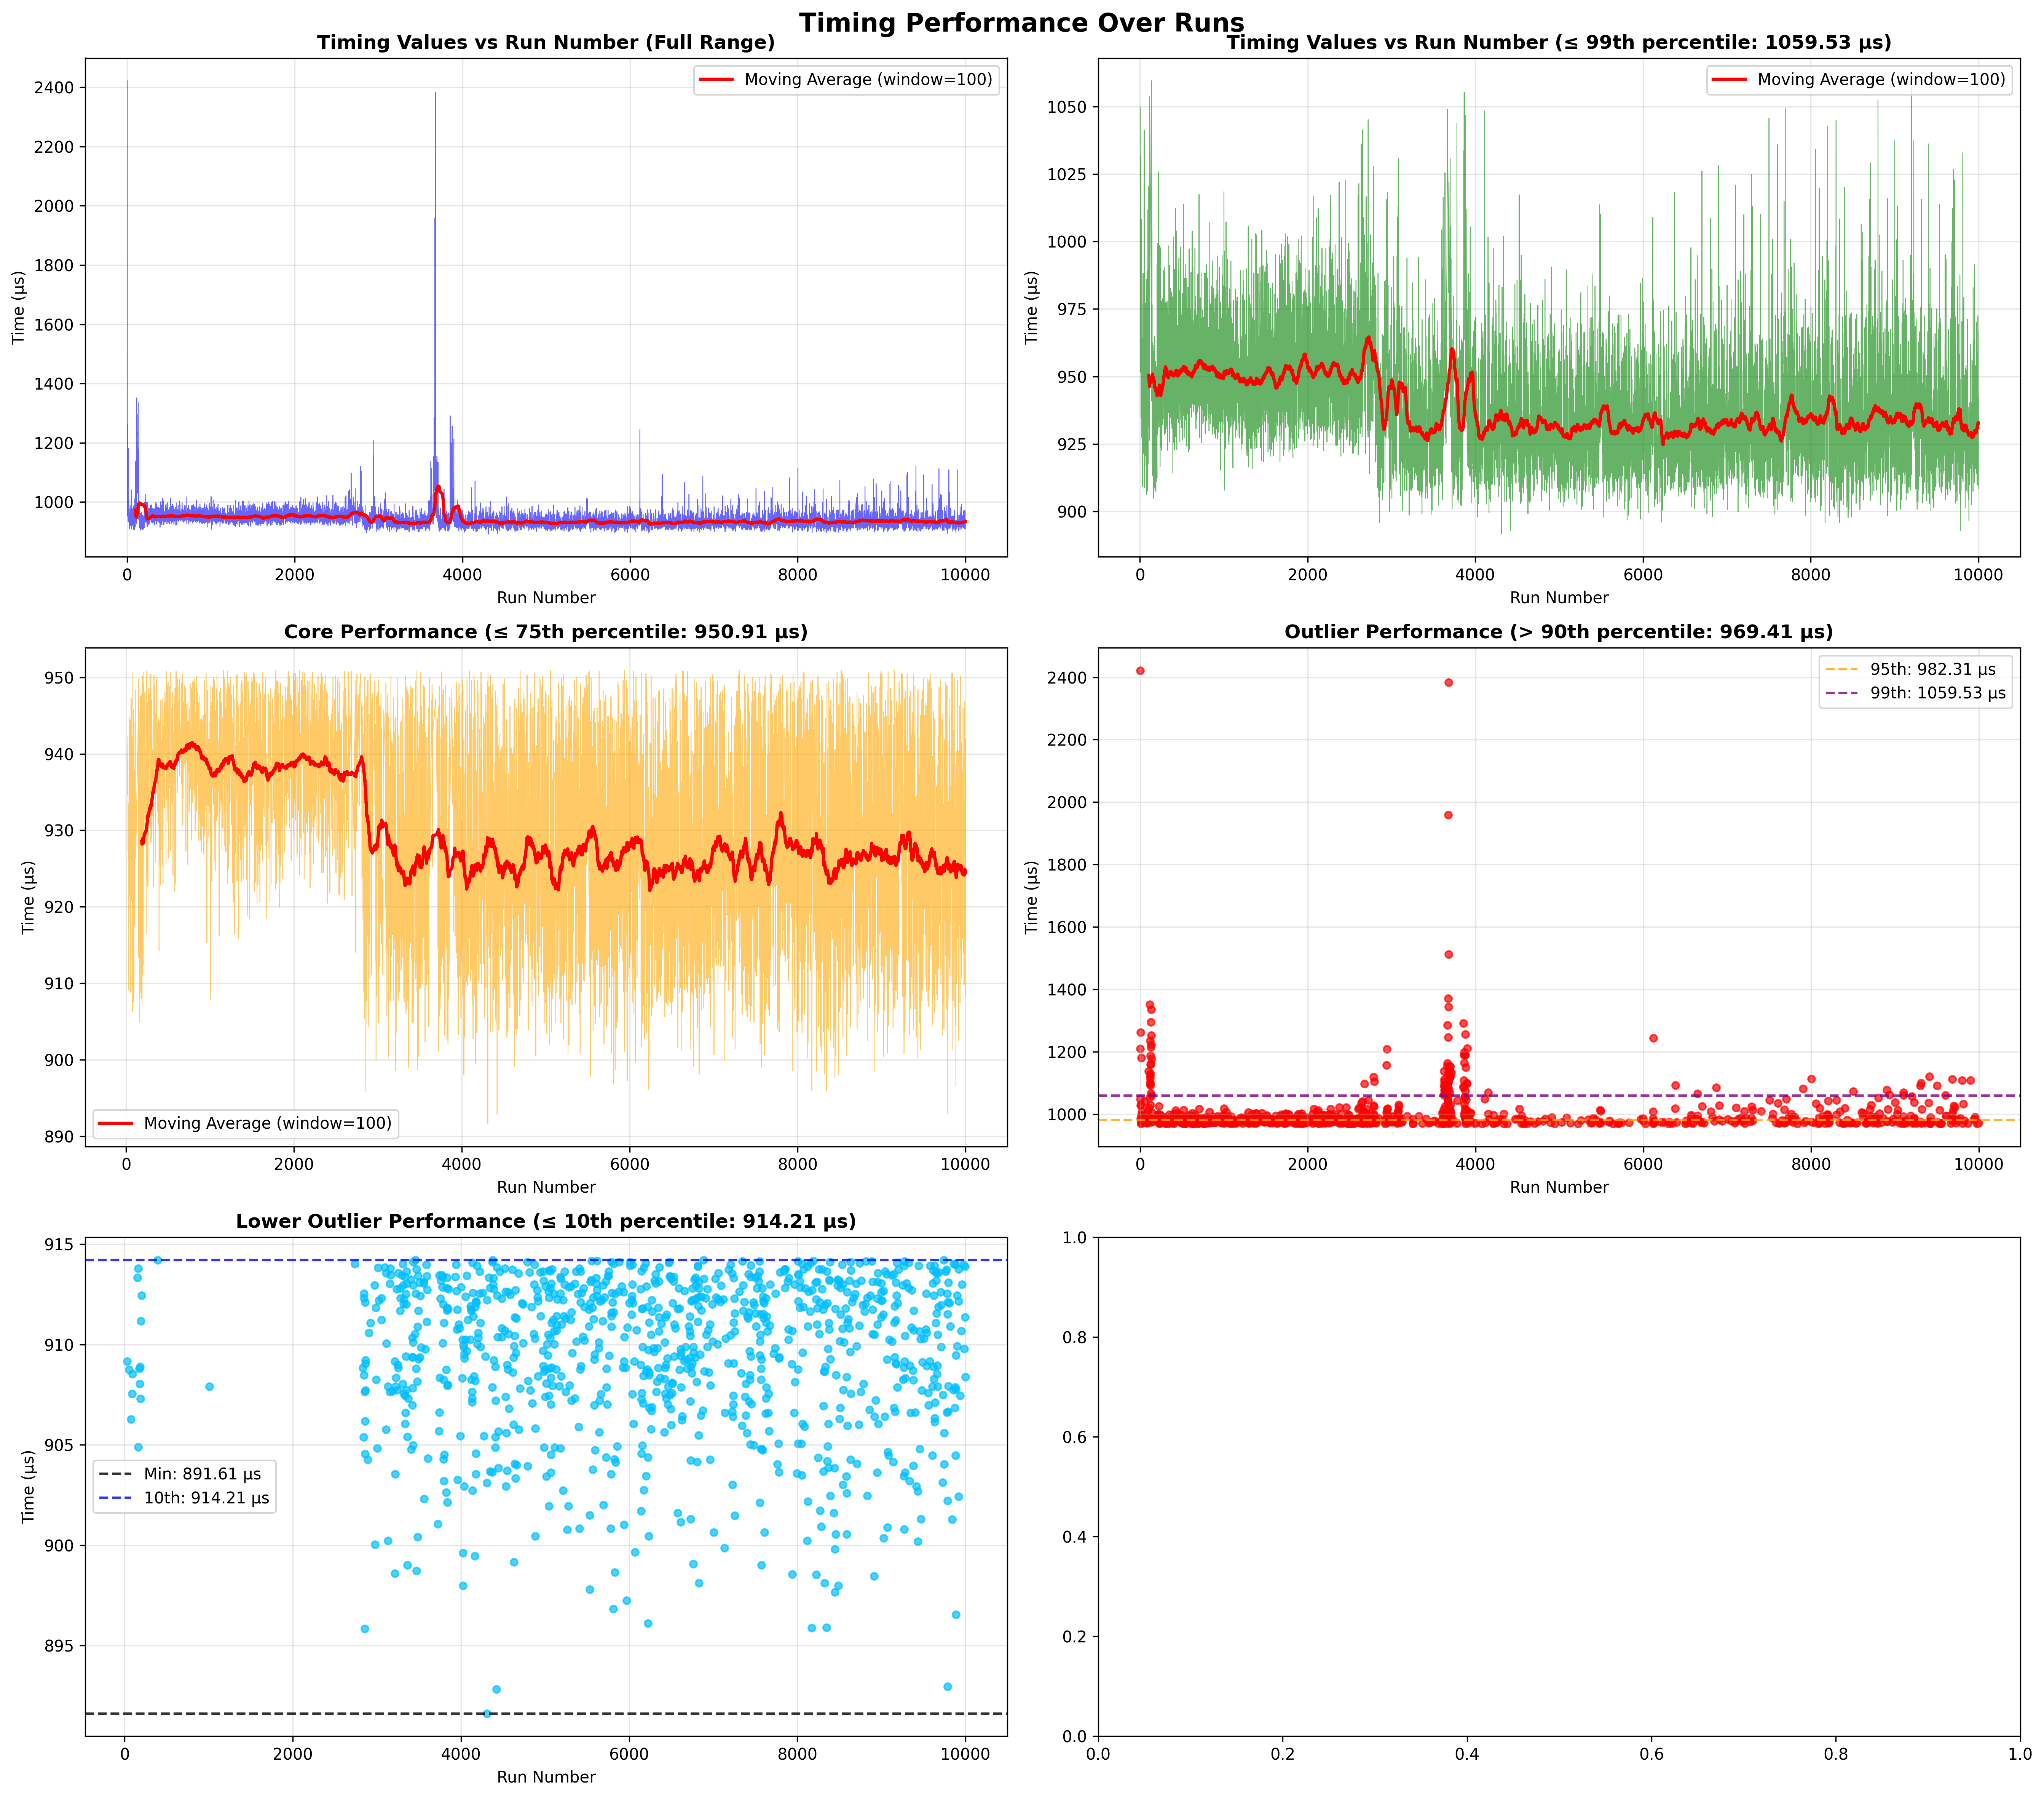 Timing Performance Over Runs
Timing Values vs Run Number (Full Range)
2400
2200
2000
1800
1600
1400
1200
1000
Time (µs)
0 2000 4000 6000 8000 10000
Run Number
Moving Average (window=100)
Timing Values vs Run Number (≤ 99th percentile: 1059.53 µs)
1050
1025
1000
975
950
925
900
Time (µs)
0 2000 4000 6000 8000 10000
Run Number
Moving Average (window=100)
Core Performance (≤ 75th percentile: 950.91 µs)
950
940
930
920
910
900
890
Time (µs)
0 2000 4000 6000 8000 10000
Run Number
Moving Average (window=100)
Outlier Performance (> 90th percentile: 969.41 µs)
2400
2200
2000
1800
1600
1400
1200
1000
Time (µs)
0 2000 4000 6000 8000 10000
Run Number
95th: 982.31 µs
99th: 1059.53 µs
Lower Outlier Performance (≤ 10th percentile: 914.21 µs)
915
910
905
900
895
Time (µs)
0 2000 4000 6000 8000 10000
Run Number
Min: 891.61 µs
10th: 914.21 µs
1.0
0.8
0.6
0.4
0.2
0.0
0.0 0.2 0.4 0.6 0.8 1.0